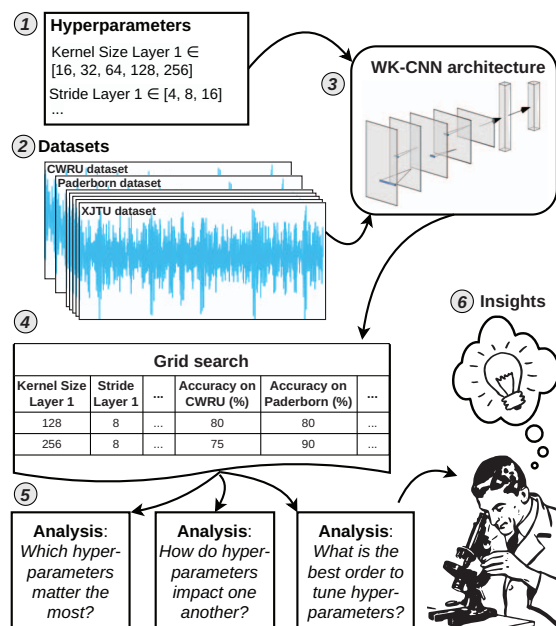 1
Hyperparameters
Kernel Size Layer 1 ∈
[16, 32, 64, 128, 256]
Stride Layer 1 ∈ [4, 8, 16]
...
2
Datasets
CWRU dataset
Paderborn dataset
XJTU dataset
3
WK-CNN architecture
4
Grid search
Kernel Size Layer 1 | Stride Layer 1 | ... | Accuracy on CWRU (%) | Accuracy on Paderborn (%) | ...
128 | 8 | ... | 80 | 80 | ...
256 | 8 | ... | 75 | 90 | ...
5
Analysis:
Which hyper-
parameters
matter the
most?
Analysis:
How do hyper-
parameters
impact one
another?
Analysis:
What is the
best order to
tune hyper-
parameters?
6
Insights